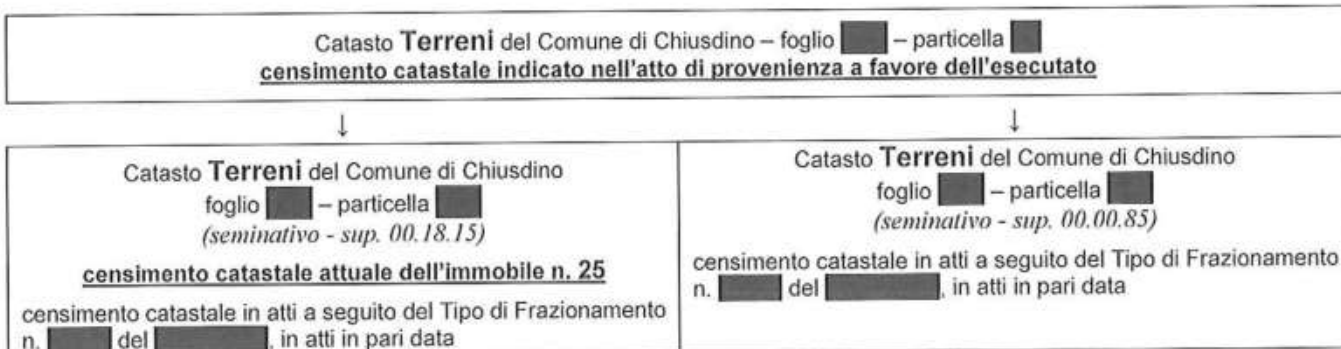 Catasto Terreni del Comune di Chiusdino – foglio – particella
censimento catastale indicato nell'atto di provenienza a favore dell'esecutato
↓
Catasto Terreni del Comune di Chiusdino
foglio – particella
(seminativo - sup. 00.18.15)
censimento catastale attuale dell'immobile n. 25
censimento catastale in atti a seguito del Tipo di Frazionamento
n. del , in atti in pari data
↓
Catasto Terreni del Comune di Chiusdino
foglio – particella
(seminativo - sup. 00.00.85)
censimento catastale in atti a seguito del Tipo di Frazionamento
n. del , in atti in pari data